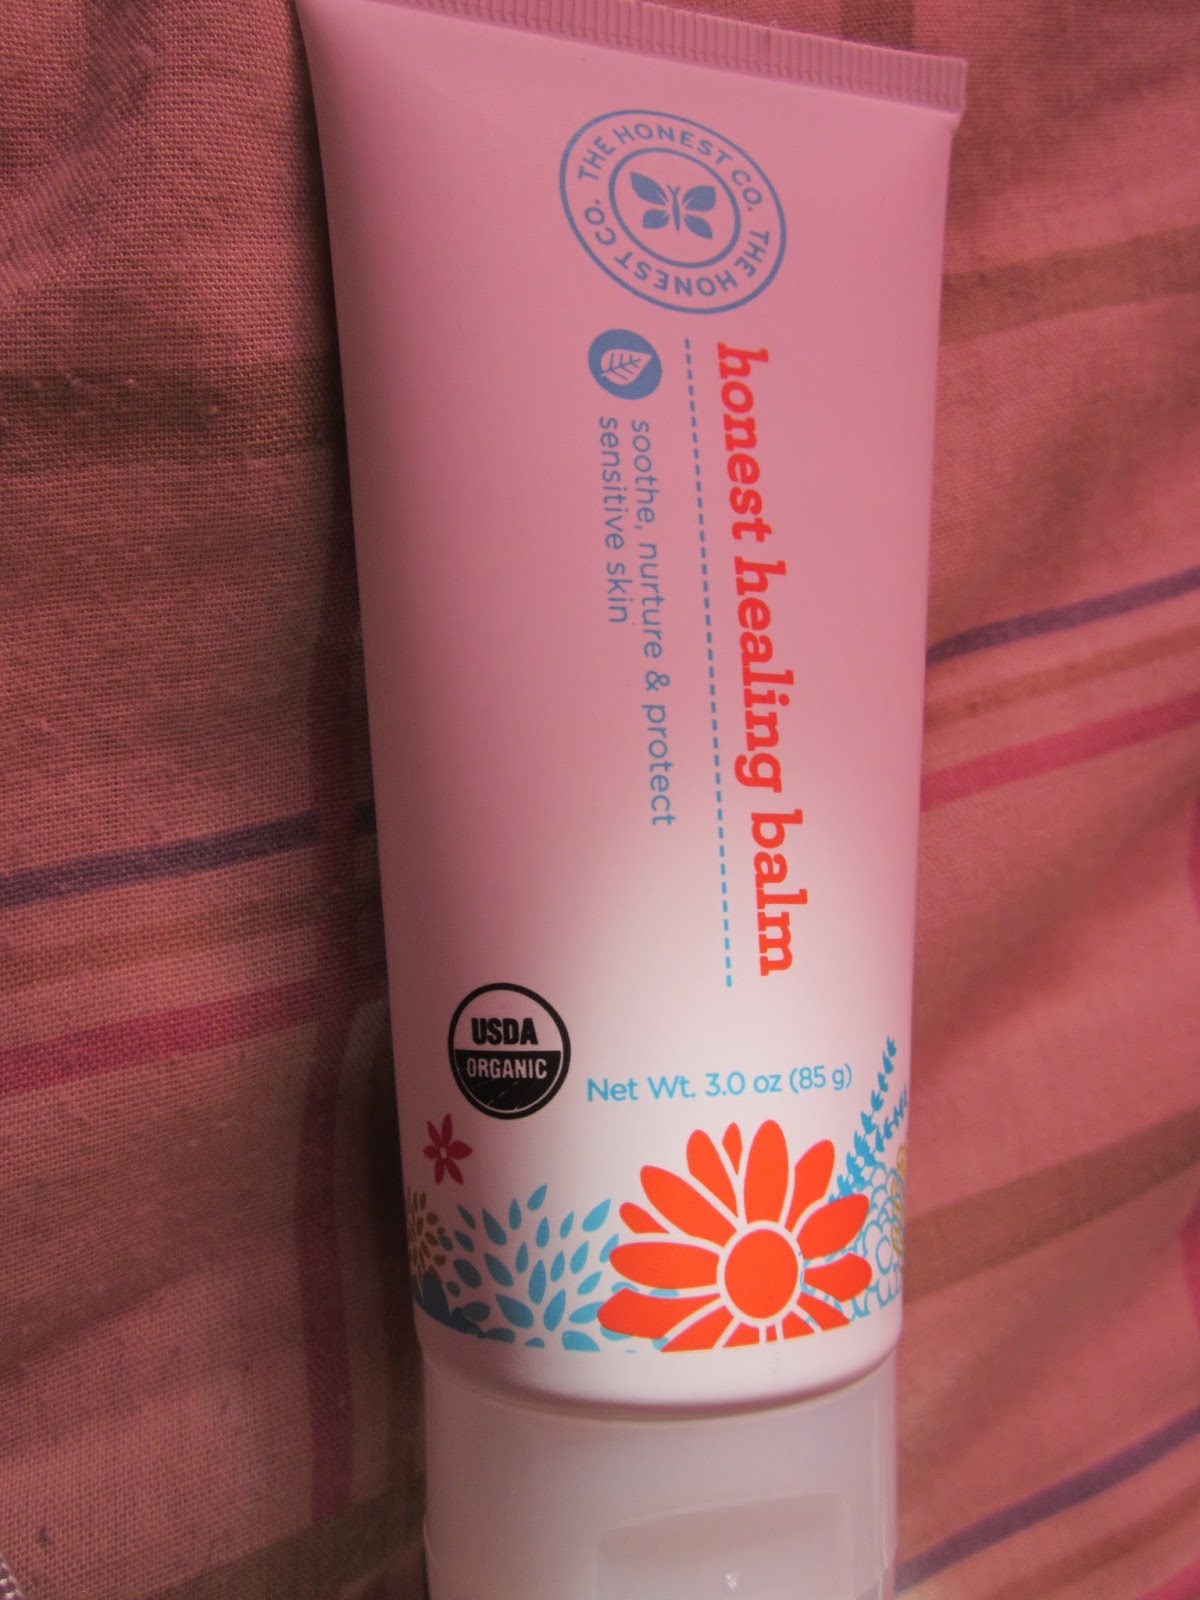 THE HONEST CO. THE HONEST CO.
honest healing balm
soothe, nurture & protect
sensitive skin
USDA
ORGANIC
Net Wt. 3.0 oz (85 g)